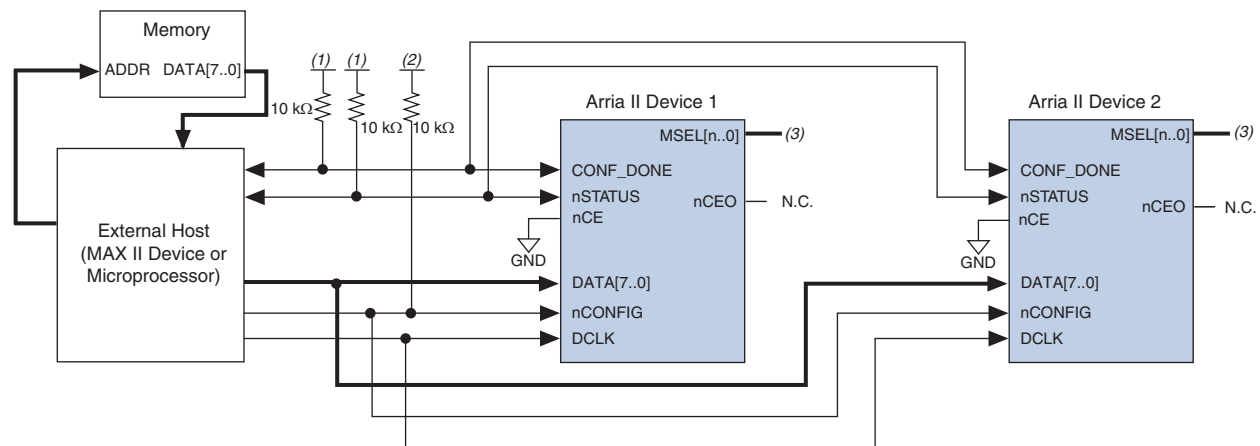 Memory
ADDR DATA[7..0]
(1) (1) (2)
10 kΩ
10 kΩ
10 kΩ
External Host
(MAX II Device or
Microprocessor)
Arria II Device 1
MSEL[n..0]
(3)
CONF_DONE
nSTATUS
nCE
nCEO
N.C.
GND
DATA[7..0]
nCONFIG
DCLK
Arria II Device 2
MSEL[n..0]
(3)
CONF_DONE
nSTATUS
nCE
nCEO
N.C.
GND
DATA[7..0]
nCONFIG
DCLK